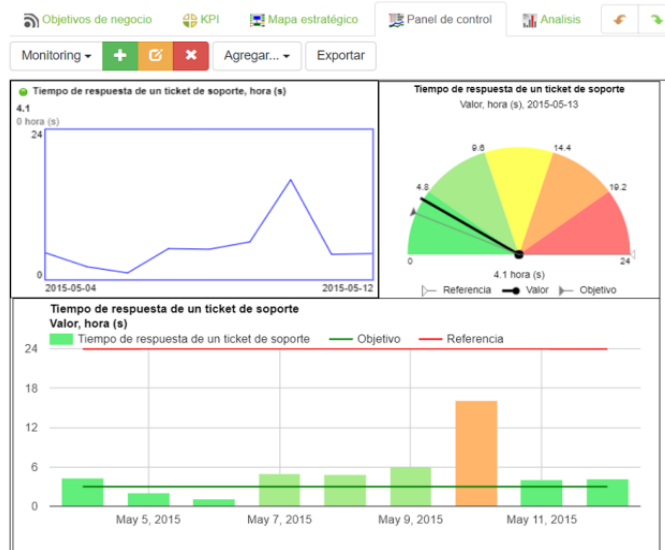 Objetivos de negocio KPI Mapa estratégico Panel de control Analisis
Monitoring Agregar... Exportar
Tiempo de respuesta de un ticket de soporte, hora (s)
4.1
0 hora (s)
24
0
2015-05-04 2015-05-12
Tiempo de respuesta de un ticket de soporte
Valor, hora (s), 2015-05-13
9.6 14.4
4.8 19.2
0 24
4.1 hora (s)
Referencia Valor Objetivo
Tiempo de respuesta de un ticket de soporte
Valor, hora (s)
Tiempo de respuesta de un ticket de soporte Objetivo Referencia
24
18
12
6
0
May 5, 2015 May 7, 2015 May 9, 2015 May 11, 2015